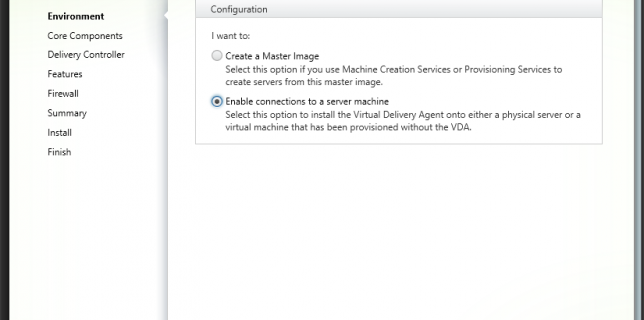 Environment
Core Components
Delivery Controller
Features
Firewall
Summary
Install
Finish
Configuration
I want to:
Create a Master Image
Select this option if you use Machine Creation Services or Provisioning Services to
create servers from this master image.
Enable connections to a server machine
Select this option to install the Virtual Delivery Agent onto either a physical server or a
virtual machine that has been provisioned without the VDA.